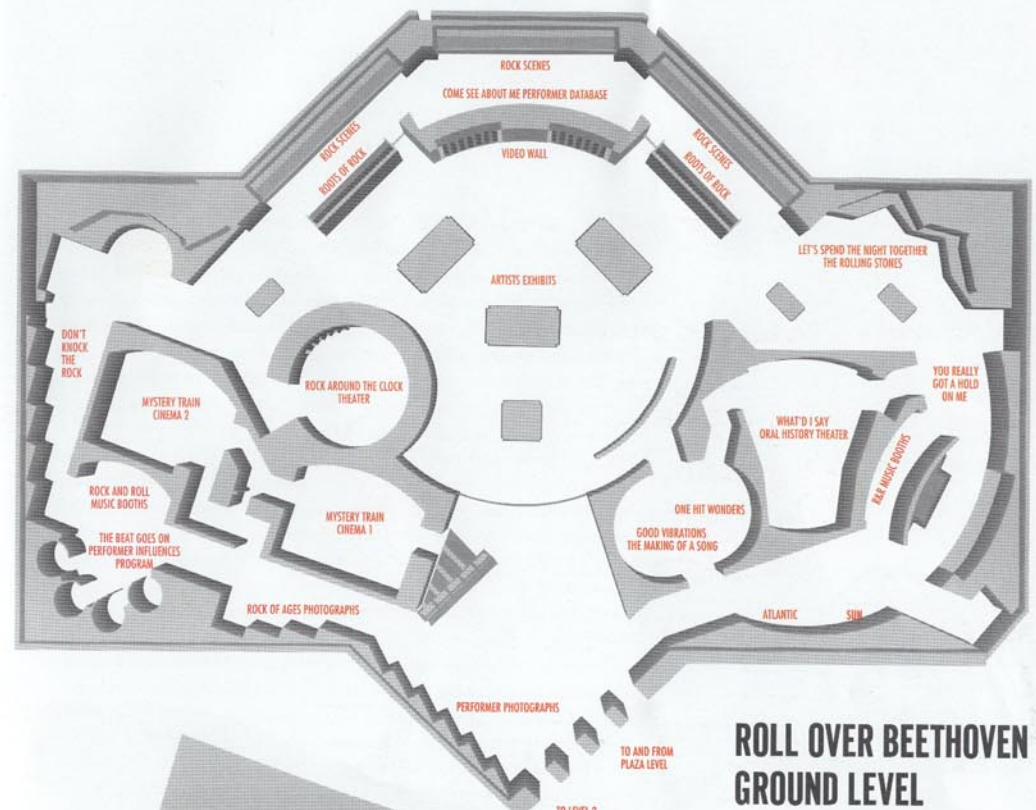 ROCK SCENES
COME SEE ABOUT ME PERFORMER DATABASE
ROCK SCENES
ROOTS OF ROCK
VIDEO WALL
ROCK SCENES
ROOTS OF ROCK
LET'S SPEND THE NIGHT TOGETHER
THE ROLLING STONES
ARTISTS EXHIBITS
DON'T
KNOCK
THE
ROCK
MYSTERY TRAIN
CINEMA 2
ROCK AROUND THE CLOCK
THEATER
YOU REALLY
GOT A HOLD
ON ME
WHAT'D I SAY
ORAL HISTORY THEATER
R&R MUSIC BOOTHS
ROCK AND ROLL
MUSIC BOOTHS
THE BEAT GOES ON
PERFORMER INFLUENCES
PROGRAM
MYSTERY TRAIN
CINEMA 1
ONE HIT WONDERS
GOOD VIBRATIONS
THE MAKING OF A SONG
ROCK OF AGES PHOTOGRAPHS
ATLANTIC
SUN
PERFORMER PHOTOGRAPHS
TO AND FROM
PLAZA LEVEL
ROLL OVER BEETHOVEN
GROUND LEVEL